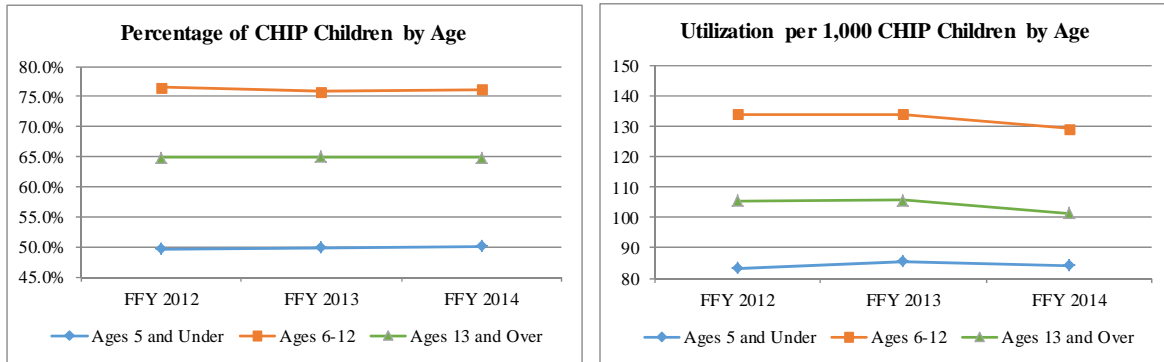 Percentage of CHIP Children by Age
80.0%
75.0%
70.0%
65.0%
60.0%
55.0%
50.0%
45.0%
FFY 2012 FFY 2013 FFY 2014
Ages 5 and Under Ages 6-12 Ages 13 and Over
Utilization per 1,000 CHIP Children by Age
150
140
130
120
110
100
90
80
FFY 2012 FFY 2013 FFY 2014
Ages 5 and Under Ages 6-12 Ages 13 and Over